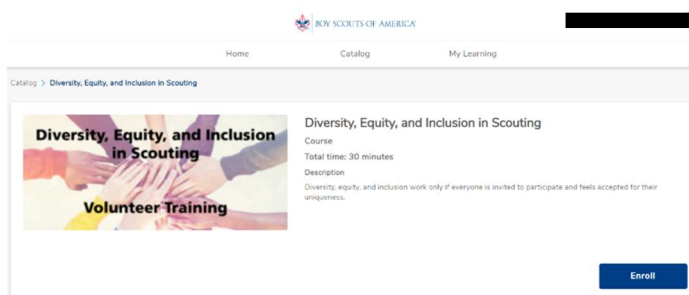 BOY SCOUTS OF AMERICA
Home Catalog My Learning
Catalog > Diversity, Equity, and Inclusion in Scouting
Diversity, Equity, and Inclusion
in Scouting
Volunteer Training
Diversity, Equity, and Inclusion in Scouting
Course
Total time: 30 minutes
Description
Diversity, equity, and inclusion work only if everyone is invited to participate and feels accepted for their
uniqueness.
Enroll